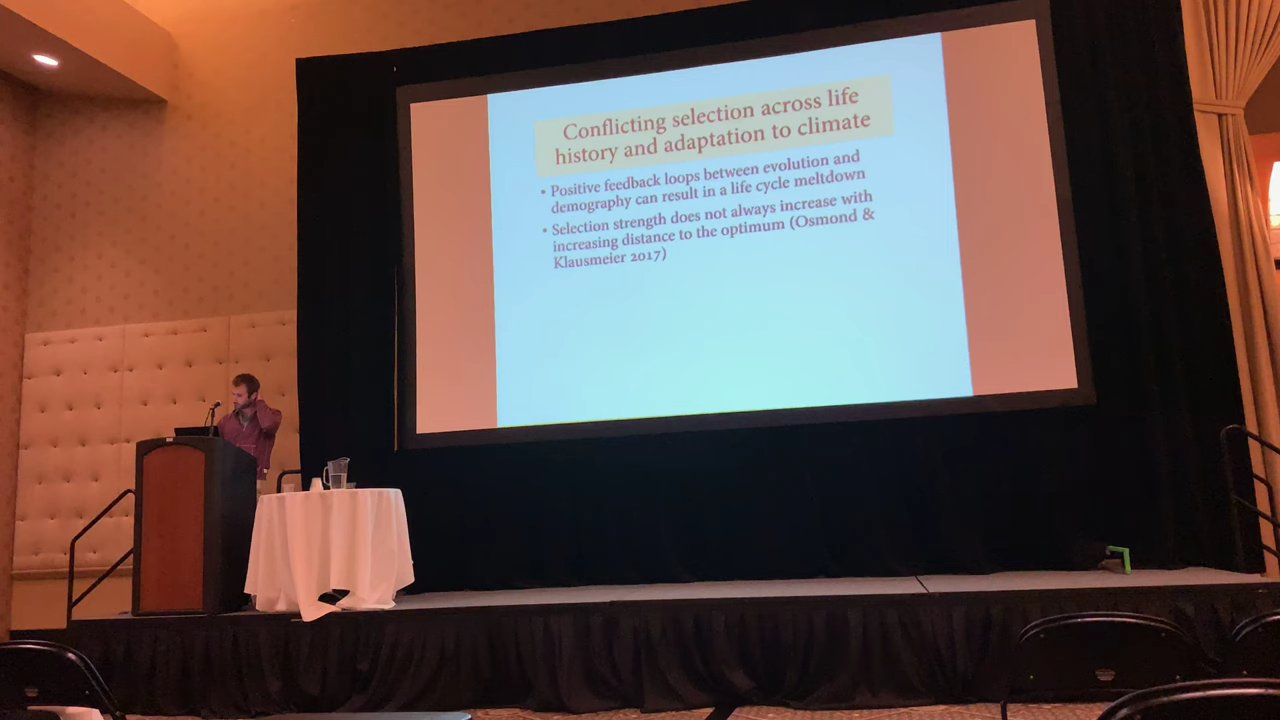 Conflicting selection across life
history and adaptation to climate
• Positive feedback loops between evolution and
demography can result in a life cycle meltdown
• Selection strength does not always increase with
increasing distance to the optimum (Osmond &
Klausmeier 2017)